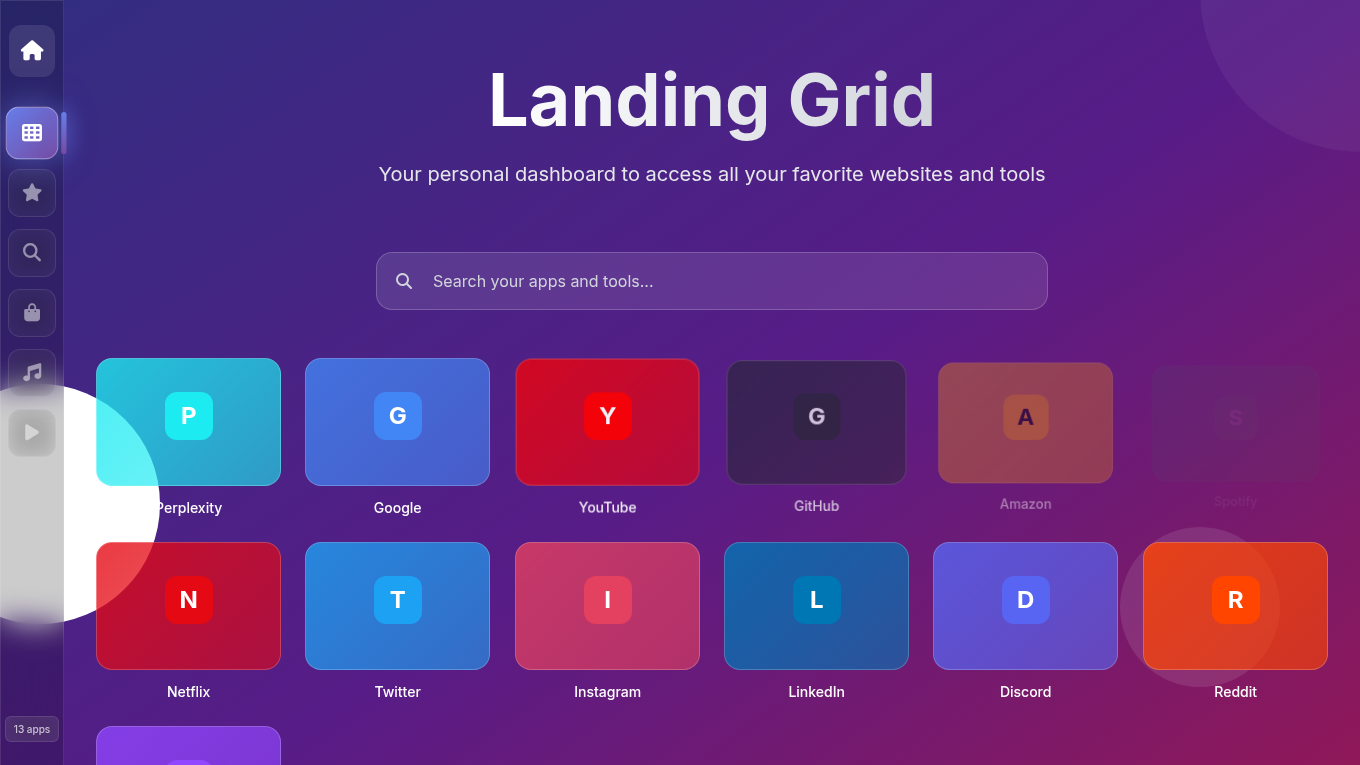 Landing Grid
Your personal dashboard to access all your favorite websites and tools
Search your apps and tools...
P
G
Y
G
A
S
Perplexity
Google
YouTube
GitHub
Amazon
Spotify
N
T
I
L
D
R
Netflix
Twitter
Instagram
LinkedIn
Discord
Reddit
13 apps